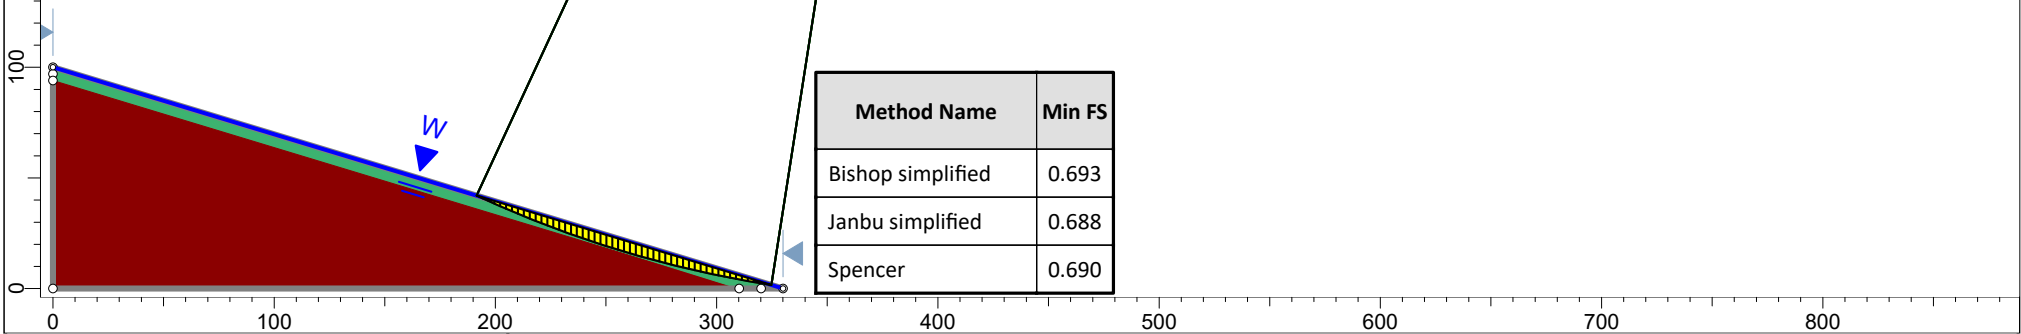 100
W
Method Name Min FS
Bishop simplified 0.693
Janbu simplified 0.688
Spencer 0.690
0
0 100 200 300 400 500 600 700 800